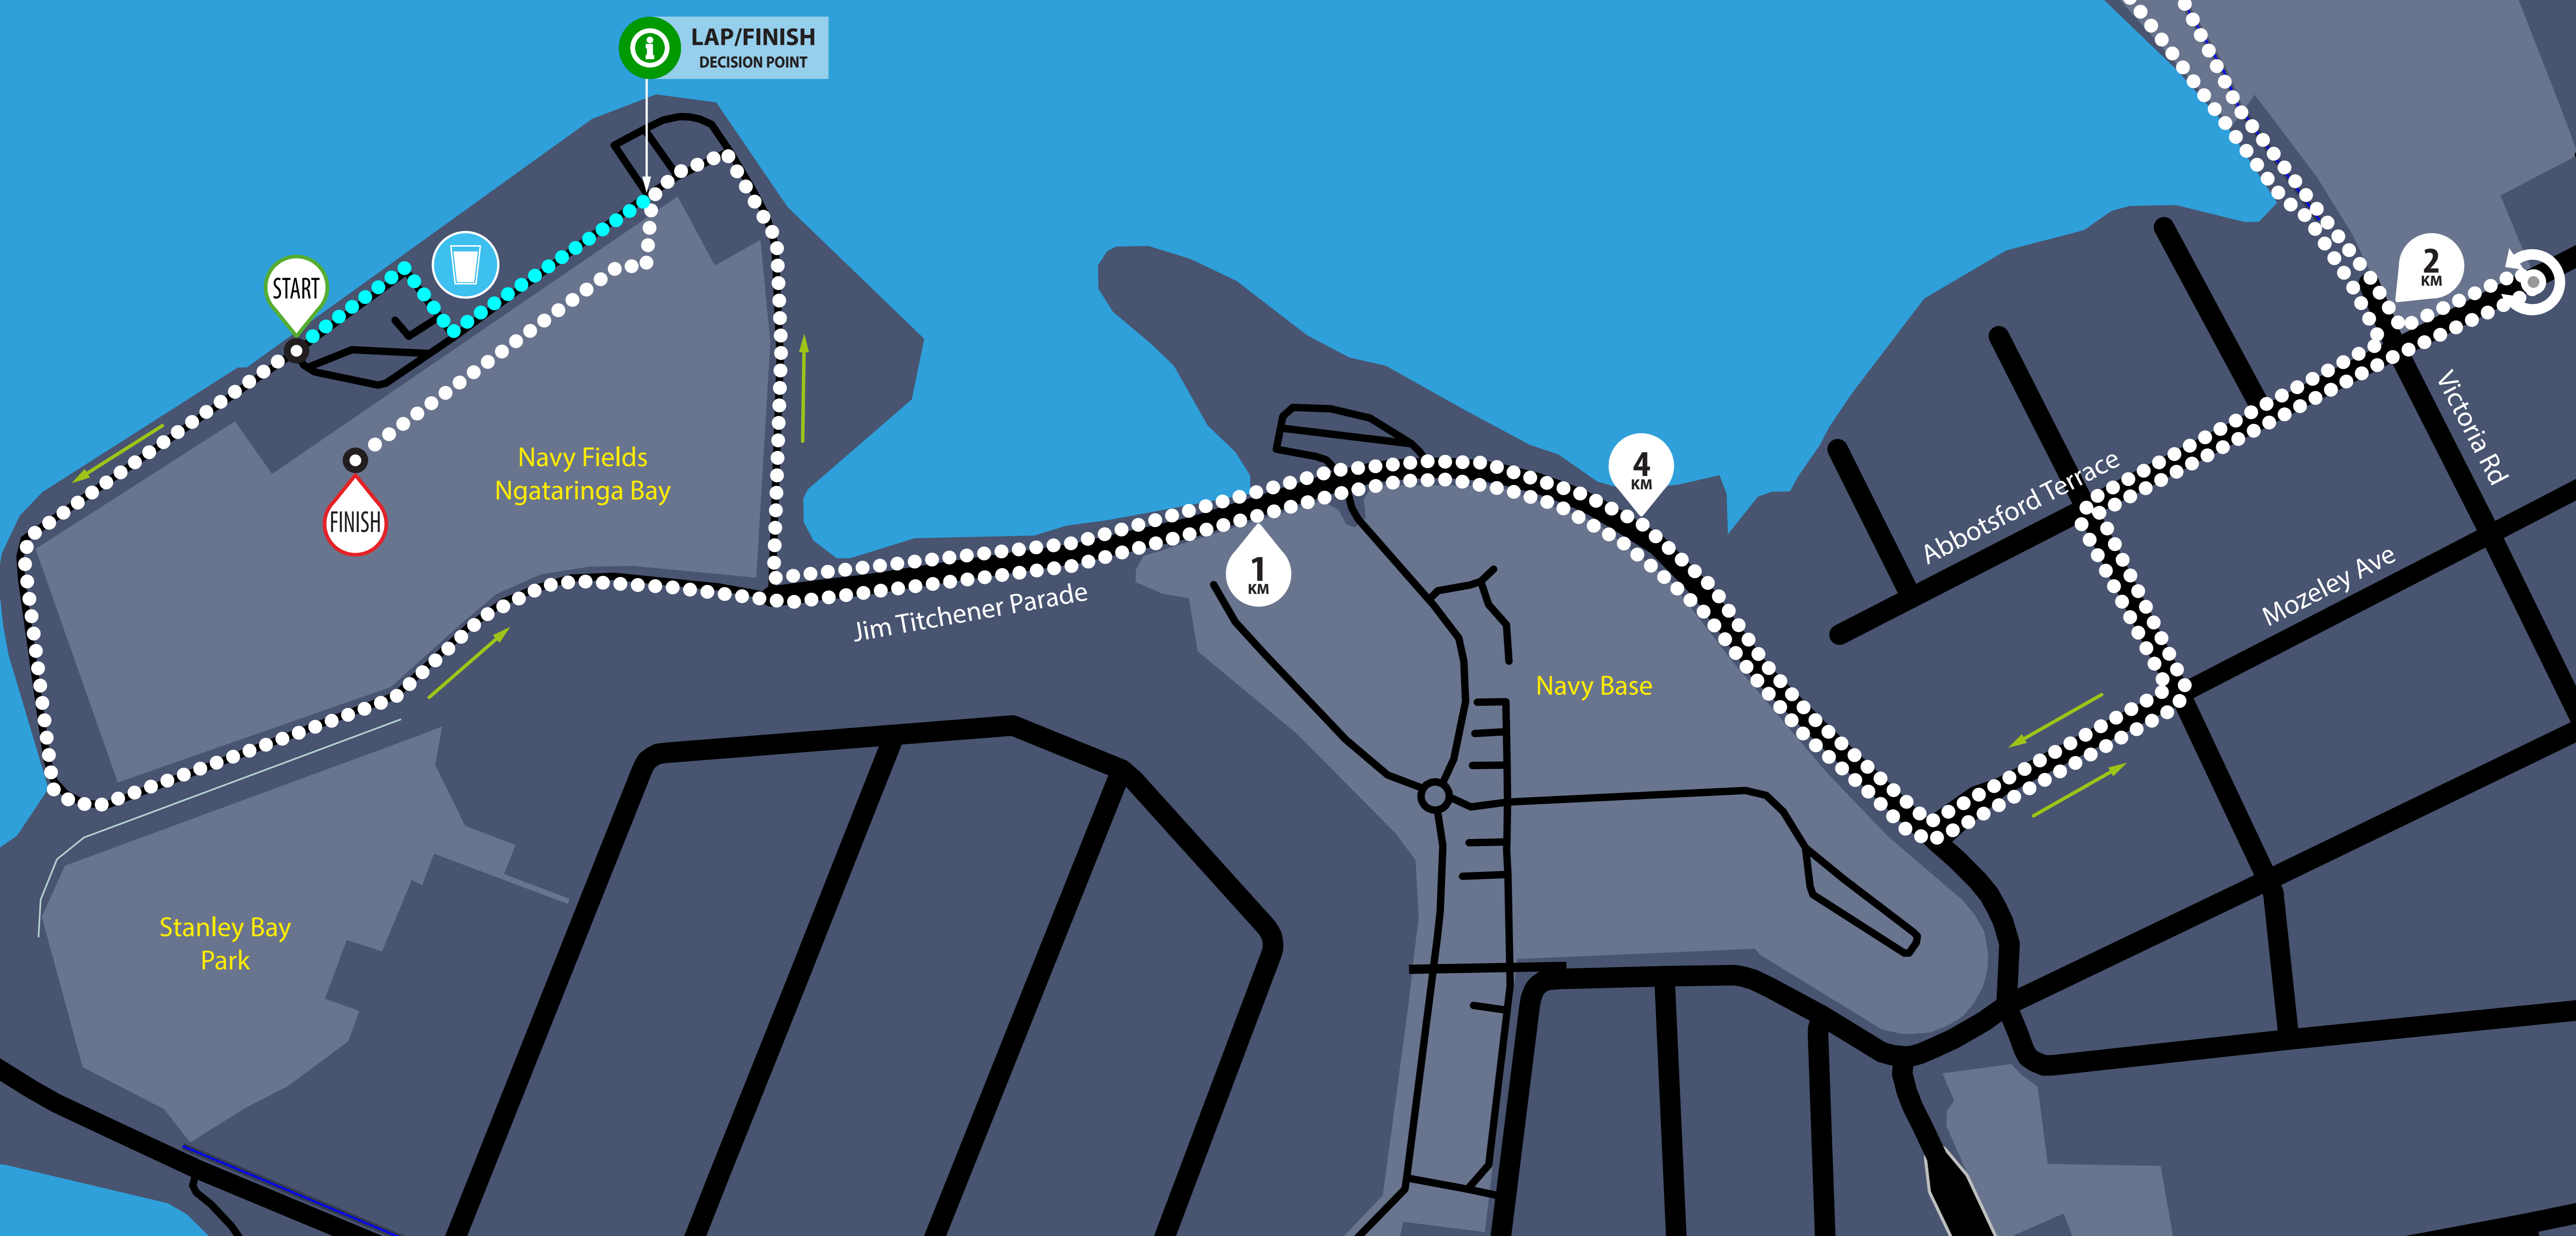 LAP/FINISH
DECISION POINT
START
2
KM
Victoria Rd
Navy Fields
Ngataringa Bay
4
KM
Abbotsford Terrace
FINISH
1
KM
Mozeley Ave
Jim Titchener Parade
Navy Base
Stanley Bay
Park